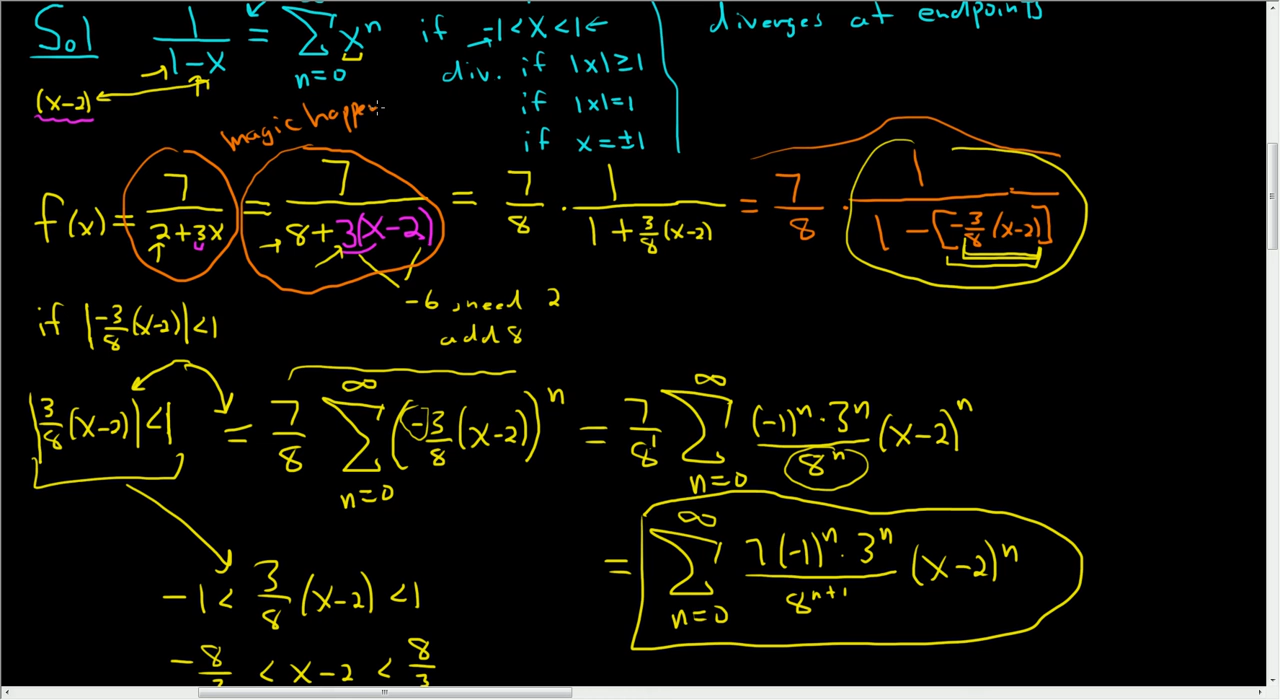 Sol 1/(1-x) = ∑_{n=0} x^n if -1 < x < 1
diverges at endpoints
div. if |x| ≥ 1
if |x| = 1
if x = ±1
(x-2)
magic happen
f(x) = 7/(2+3x) = 7/(8+3(x-2)) = 7/8 · 1/(1+3/8(x-2)) = 7/8 · 1/(1-[-3/8(x-2)])
-6, need 2
add 8
if |-3/8(x-2)| < 1
|3/8(x-2)| < 1 = 7/8 ∑_{n=0}^{∞} (-3/8(x-2))^n = 7/8^1 ∑_{n=0}^{∞} (-1)^n · 3^n / 8^n (x-2)^n
= ∑_{n=0}^{∞} 7(-1)^n · 3^n / 8^{n+1} (x-2)^n
-1 < 3/8(x-2) < 1
-8/3 < x-2 < 8/3